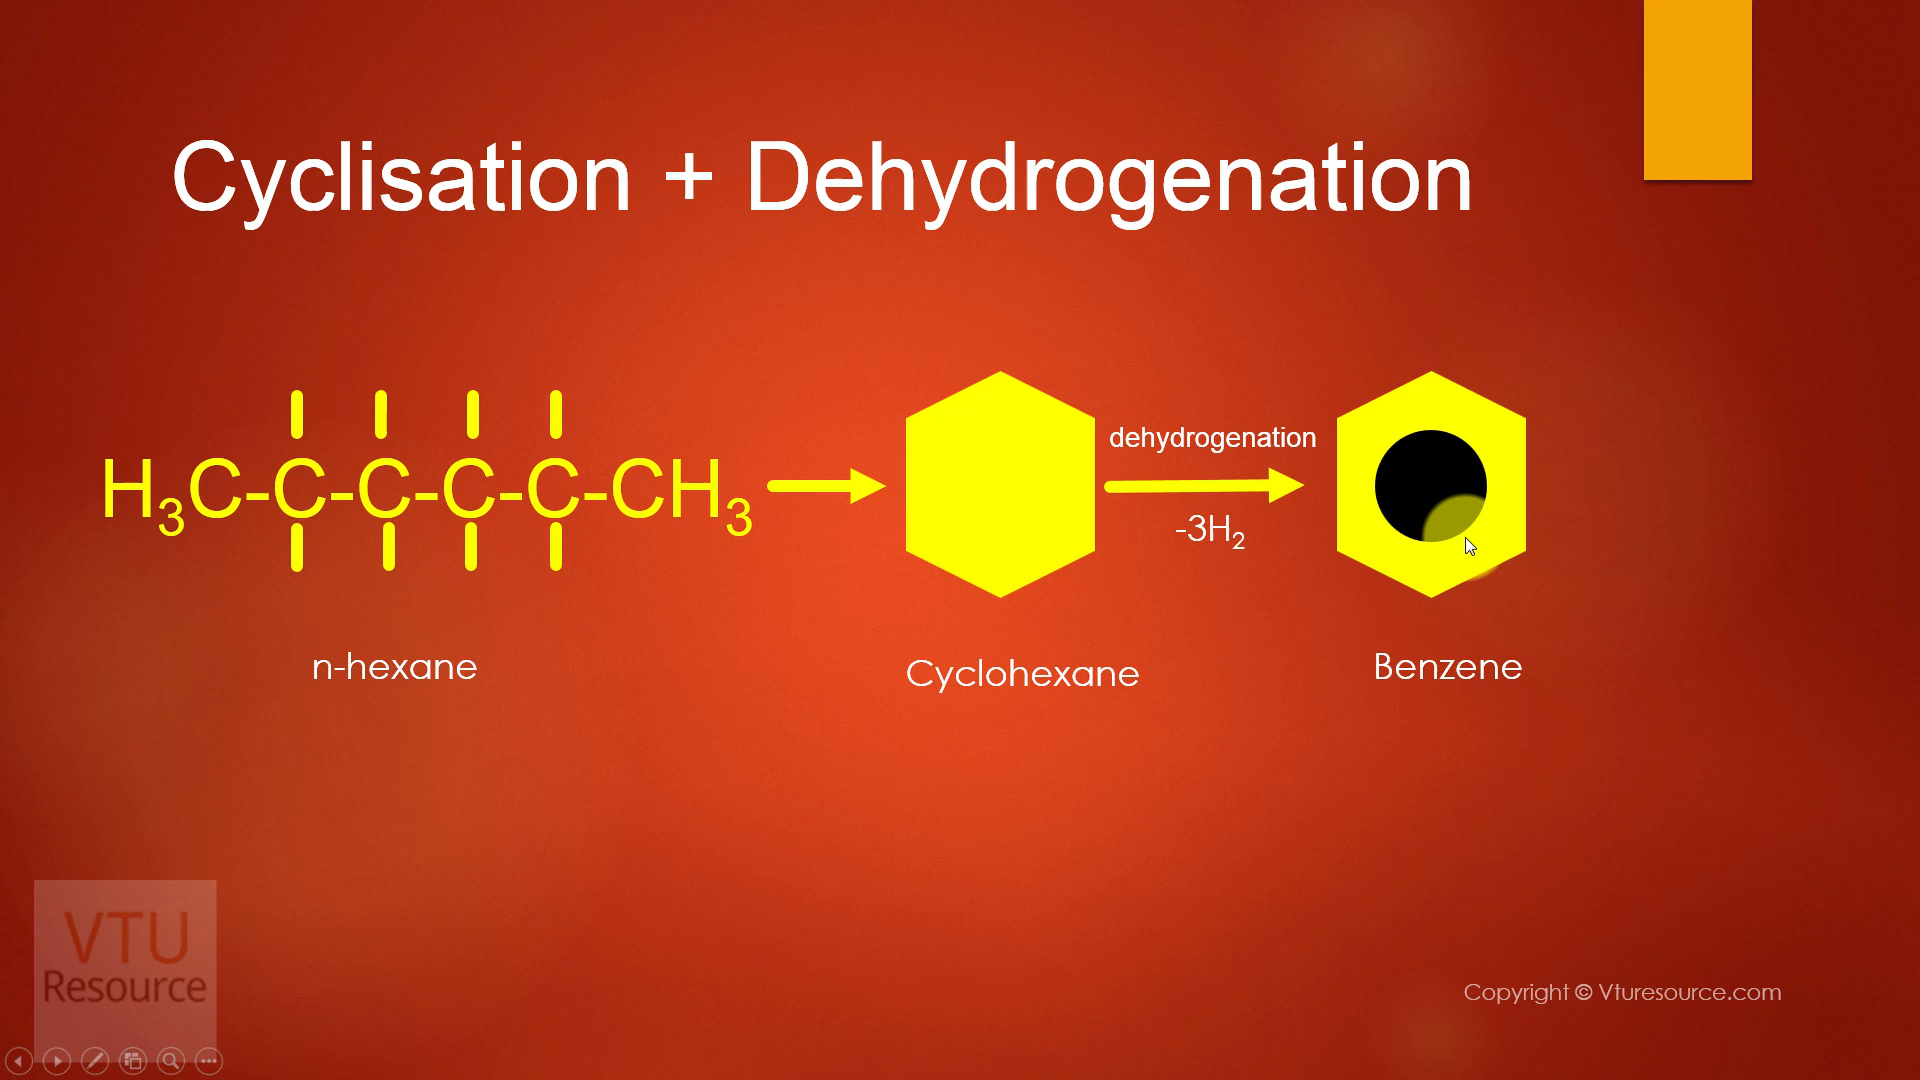 Cyclisation + Dehydrogenation
H₃C-C-C-C-C-CH₃
dehydrogenation
-3H₂
n-hexane
Cyclohexane
Benzene
VTU
Resource
Copyright © Vturesource.com